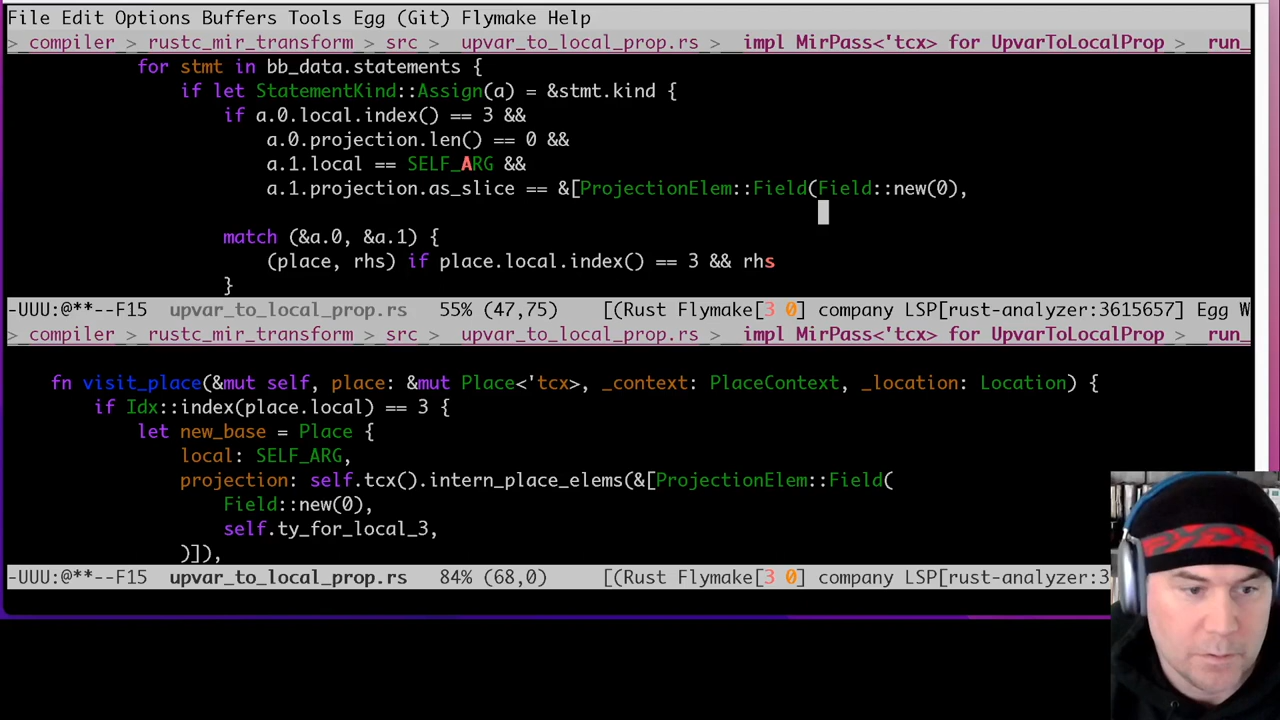 File Edit Options Buffers Tools Egg (Git) Flymake Help
> compiler > rustc_mir_transform > src > upvar_to_local_prop.rs > impl MirPass<'tcx> for UpvarToLocalProp > run_
for stmt in bb_data.statements {
if let StatementKind::Assign(a) = &stmt.kind {
if a.0.local.index() == 3 &&
a.0.projection.len() == 0 &&
a.1.local == SELF_ARG &&
a.1.projection.as_slice == &[ProjectionElem::Field(Field::new(0),
match (&a.0, &a.1) {
(place, rhs) if place.local.index() == 3 && rhs
}
-UUU:@**--F15 upvar_to_local_prop.rs 55% (47,75) [(Rust Flymake[3 0] company LSP[rust-analyzer:3615657] Egg W
> compiler > rustc_mir_transform > src > upvar_to_local_prop.rs > impl MirPass<'tcx> for UpvarToLocalProp > run_
fn visit_place(&mut self, place: &mut Place<'tcx>, _context: PlaceContext, _location: Location) {
if Idx::index(place.local) == 3 {
let new_base = Place {
local: SELF_ARG,
projection: self.tcx().intern_place_elems(&[ProjectionElem::Field(
Field::new(0),
self.ty_for_local_3,
)]),
-UUU:@**--F15 upvar_to_local_prop.rs 84% (68,0) [(Rust Flymake[3 0] company LSP[rust-analyzer:3